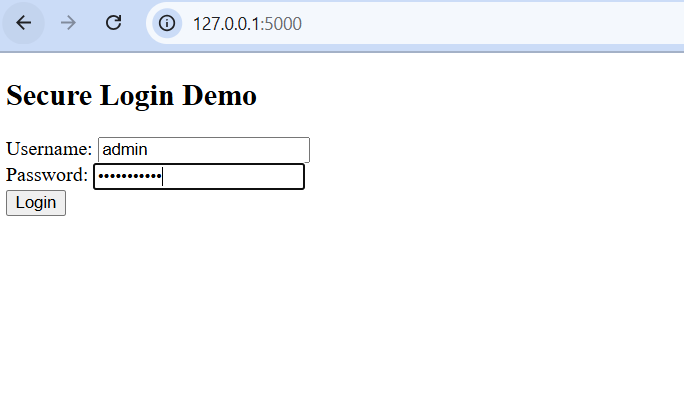 127.0.0.1:5000
Secure Login Demo
Username: admin
Password: •••••••••••
Login